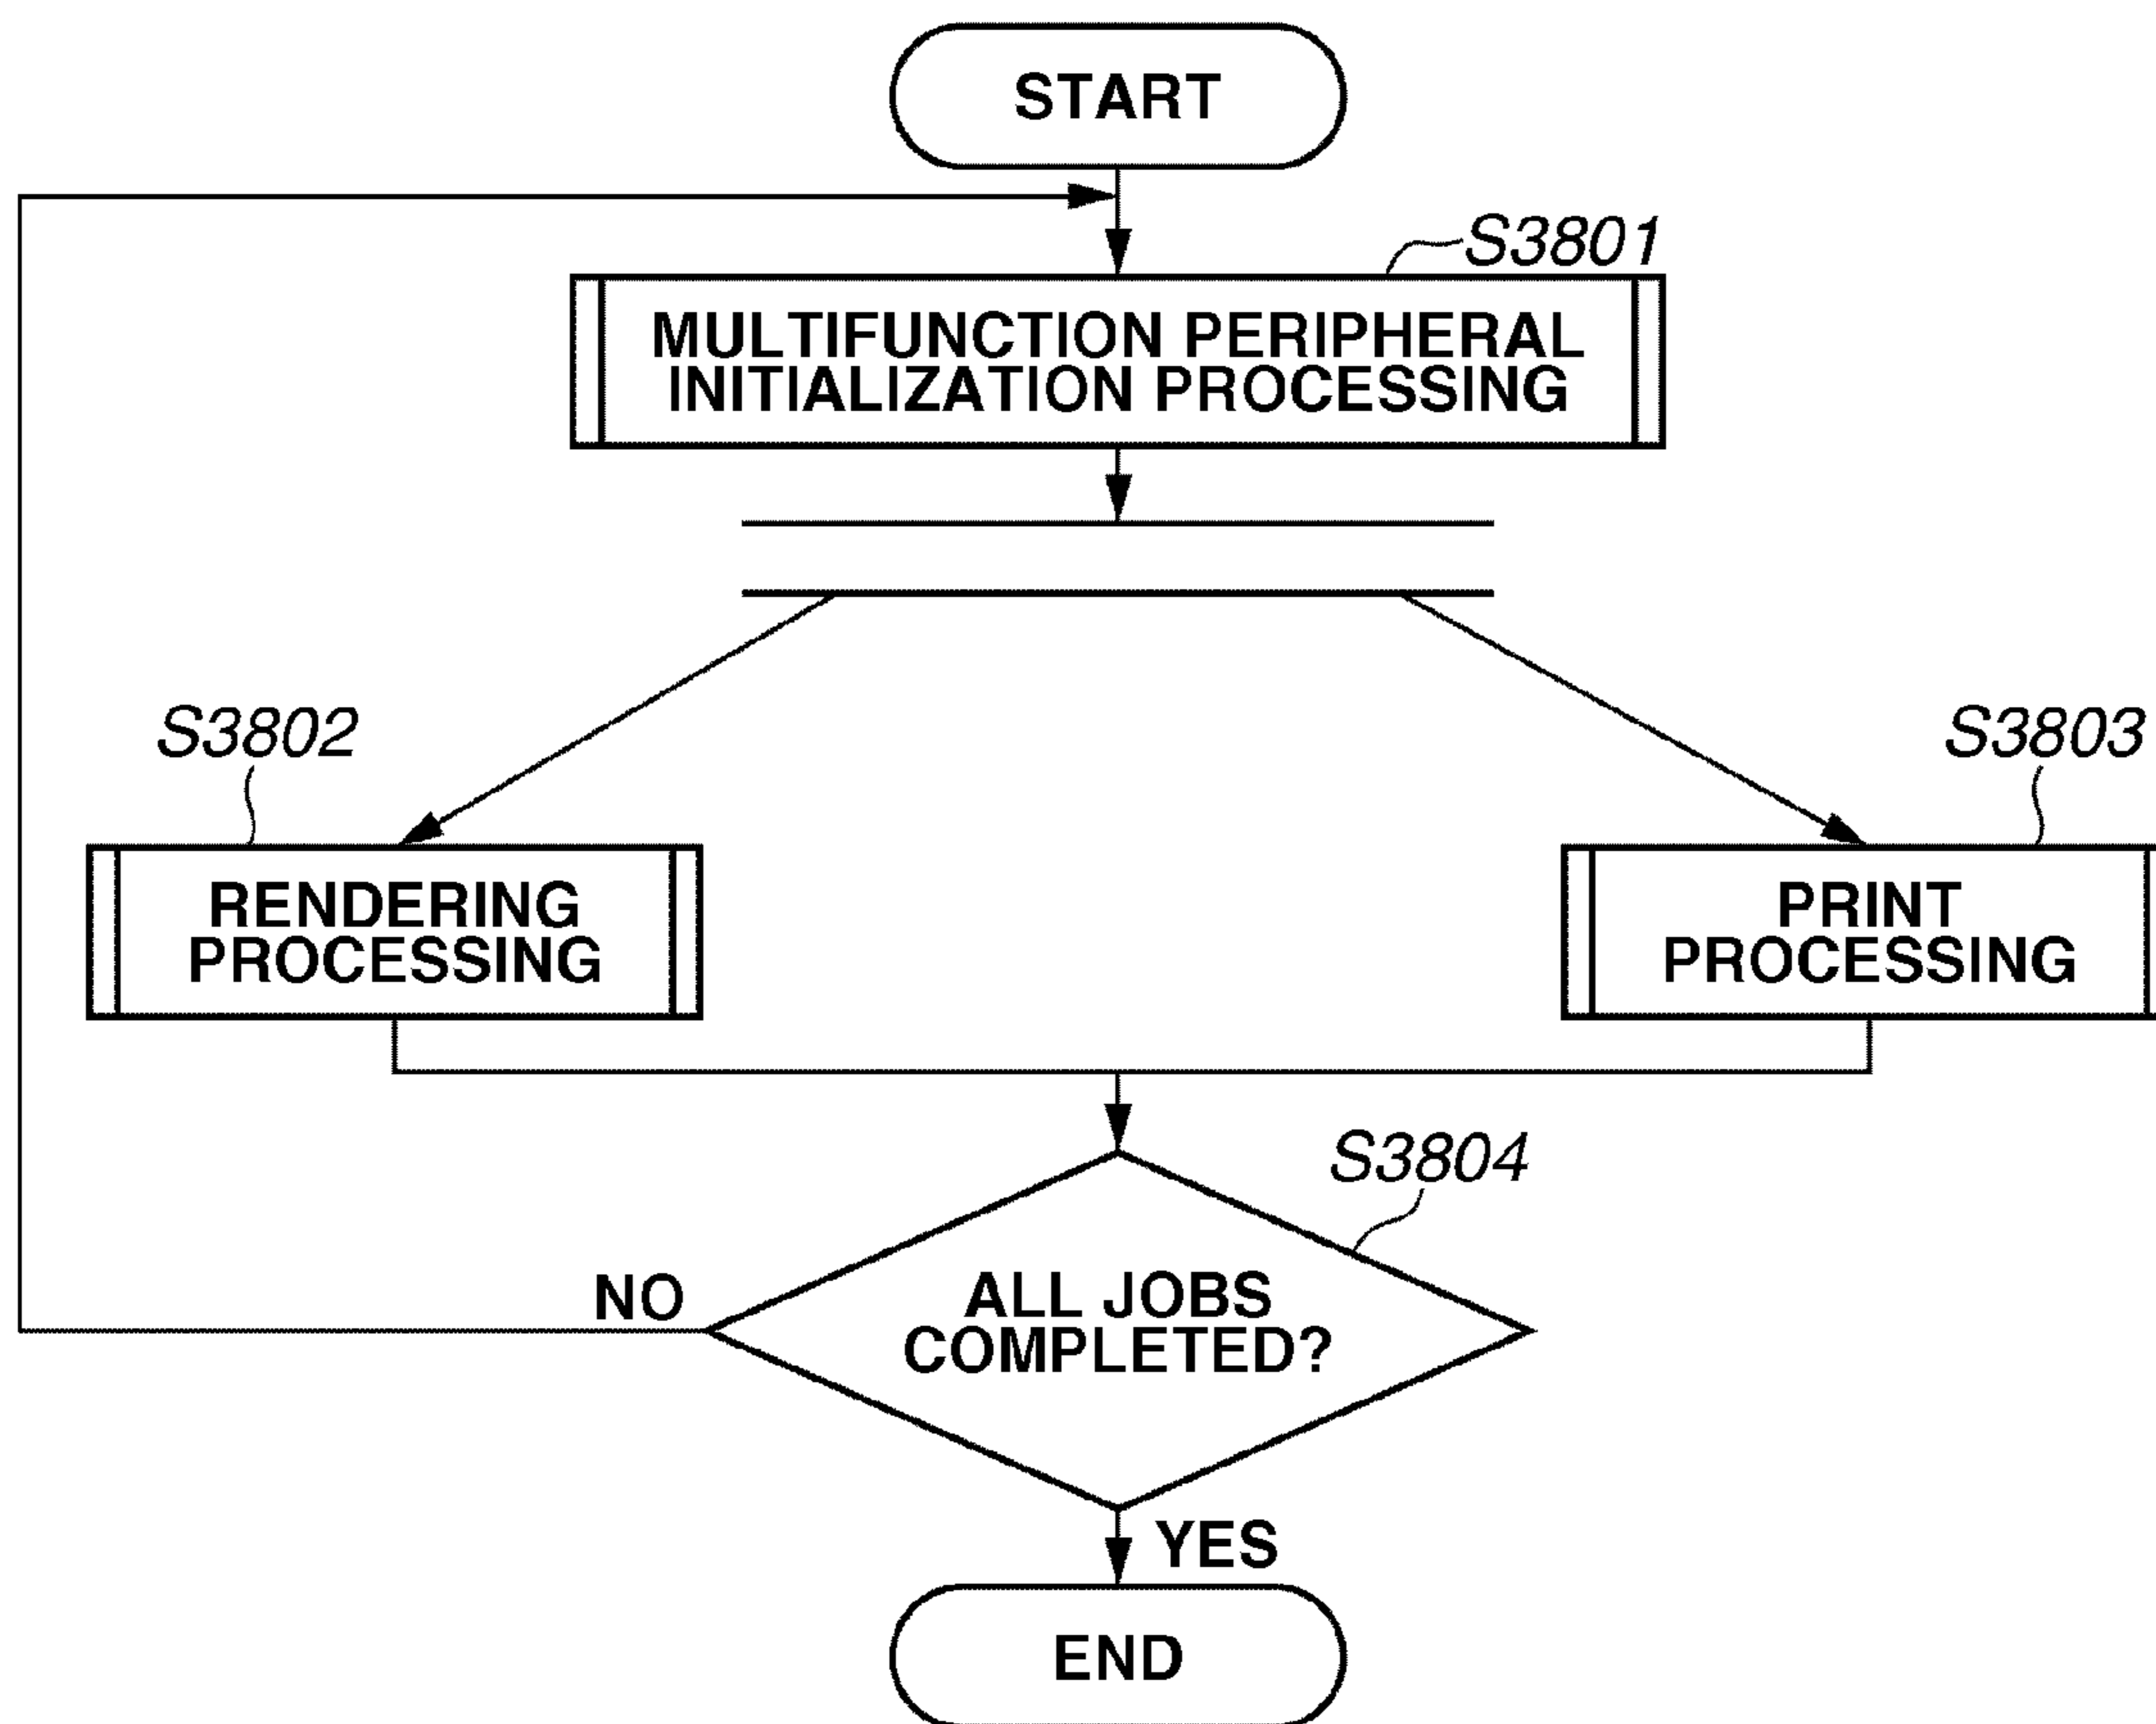 START
S3801
MULTIFUNCTION PERIPHERAL
INITIALIZATION PROCESSING
S3802
S3803
RENDERING
PROCESSING
PRINT
PROCESSING
S3804
NO
ALL JOBS
COMPLETED?
YES
END